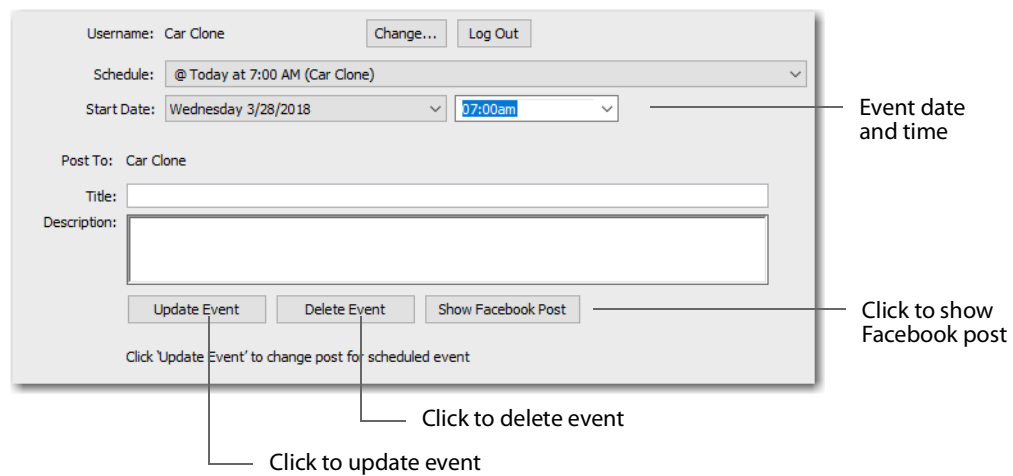 Username: Car Clone Change... Log Out
Schedule: @ Today at 7:00 AM (Car Clone)
Start Date: Wednesday 3/28/2018 07:00am
Event date
and time
Post To: Car Clone
Title:
Description:
Update Event Delete Event Show Facebook Post
Click to show
Facebook post
Click 'Update Event' to change post for scheduled event
Click to delete event
Click to update event